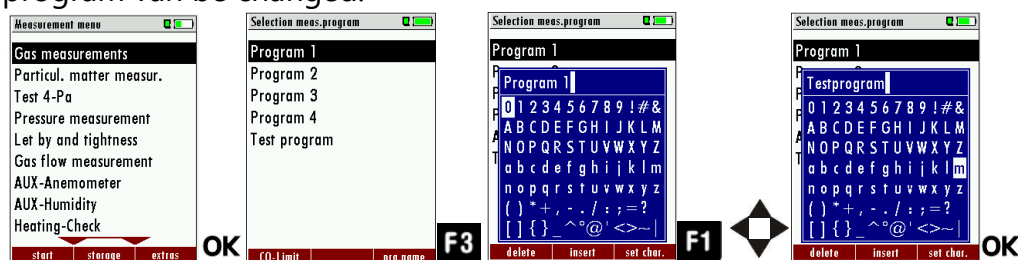 program can be changed.
Measurement menu
Gas measurements
Particul. matter measur.
Test 4-Pa
Pressure measurement
Let by and tightness
Gas flow measurement
AUX-Anemometer
AUX-Humidity
Heating-Check
start storage extras
OK
Selection meas.program
Program 1
Program 2
Program 3
Program 4
Test program
CO-Limit pro.name
F3
Selection meas.program
Program 1
Program 1
0 1 2 3 4 5 6 7 8 9 ! # &
A B C D E F G H I J K L M
N O P Q R S T U V W X Y Z
a b c d e f g h i j k l m
n o p q r s t u v w x y z
( ) * + , - . / : ; = ?
[ ] { } _ ^ ° @ ' < > ~ |
delete insert set char.
F1
Selection meas.program
Program 1
Testprogram
0 1 2 3 4 5 6 7 8 9 ! # &
A B C D E F G H I J K L M
N O P Q R S T U V W X Y Z
a b c d e f g h i j k l m
n o p q r s t u v w x y z
( ) * + , - . / : ; = ?
[ ] { } _ ^ ° @ ' < > ~ |
delete insert set char.
OK